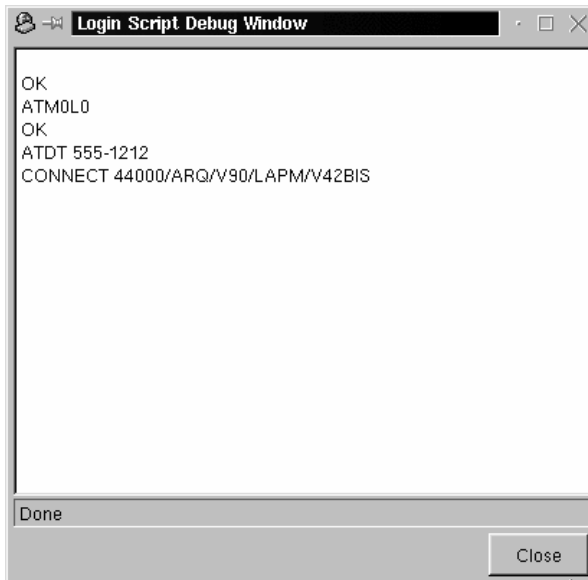 Login Script Debug Window
OK
ATM0L0
OK
ATDT 555-1212
CONNECT 44000/ARQ/V90/LAPM/V42BIS
Done
Close